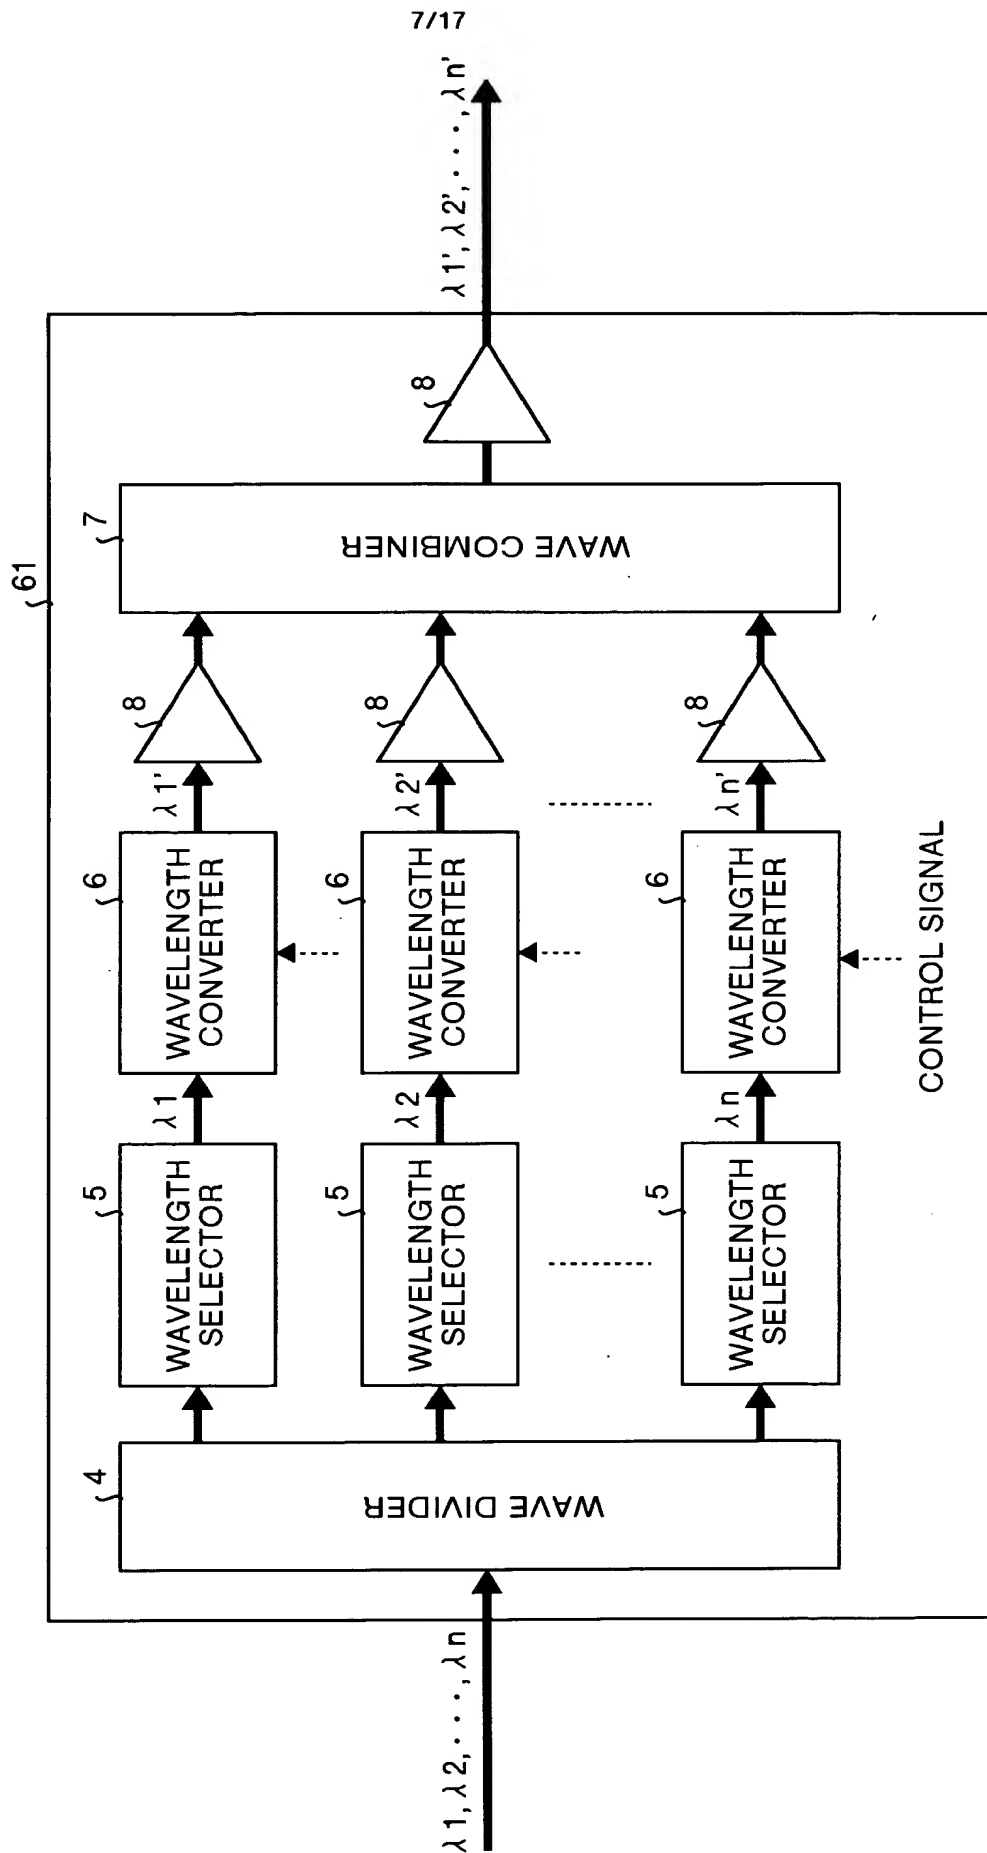 7/17
61
λ1, λ2, ・・・, λn
4
WAVE DIVIDER
5
WAVELENGTH
SELECTOR
λ1
6
WAVELENGTH
CONVERTER
λ1'
8
5
WAVELENGTH
SELECTOR
λ2
6
WAVELENGTH
CONVERTER
λ2'
8
5
WAVELENGTH
SELECTOR
λn
6
WAVELENGTH
CONVERTER
λn'
8
7
WAVE COMBINER
8
λ1', λ2', ・・・, λn'
CONTROL SIGNAL